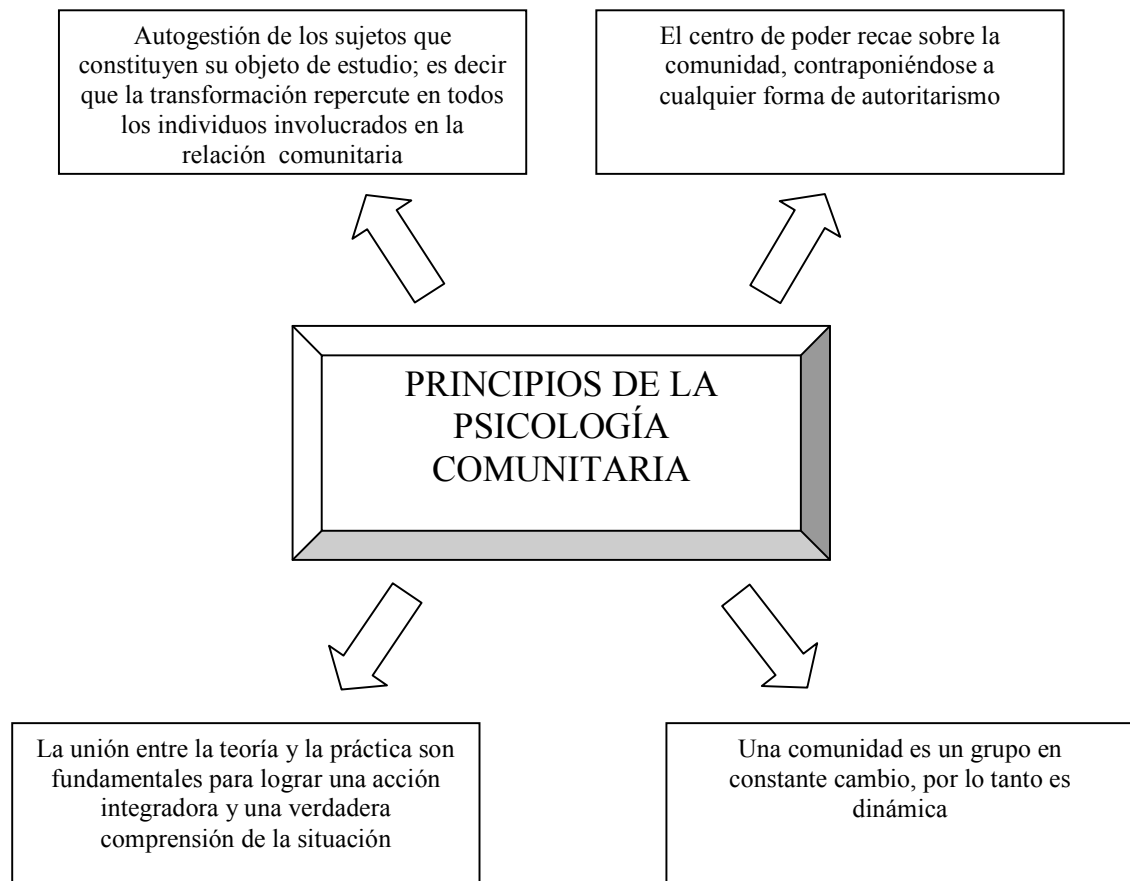 Autogestión de los sujetos que
constituyen su objeto de estudio; es decir
que la transformación repercute en todos
los individuos involucrados en la
relación comunitaria
El centro de poder recae sobre la
comunidad, contraponiéndose a
cualquier forma de autoritarismo
PRINCIPIOS DE LA
PSICOLOGÍA
COMUNITARIA
La unión entre la teoría y la práctica son
fundamentales para lograr una acción
integradora y una verdadera
comprensión de la situación
Una comunidad es un grupo en
constante cambio, por lo tanto es
dinámica